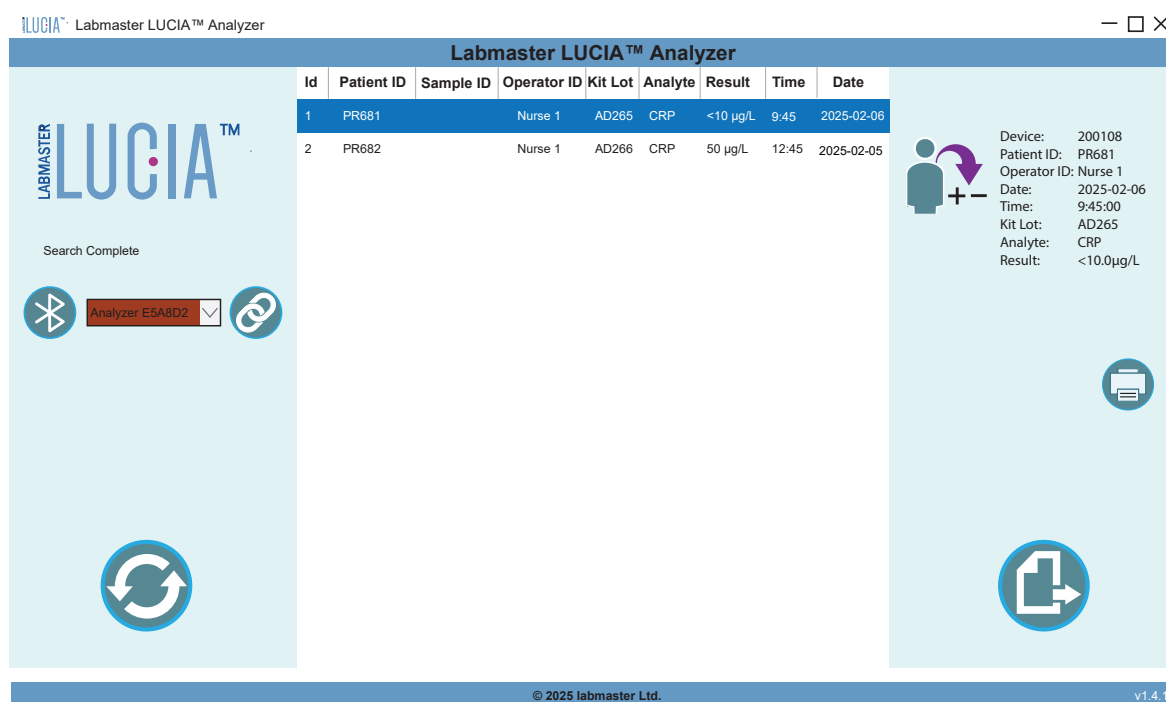 LUCIA™ Labmaster LUCIA™ Analyzer
Labmaster LUCIA™ Analyzer
LABMASTER LUCIA™
Search Complete
Analyzer E5A8D2
Id Patient ID Sample ID Operator ID Kit Lot Analyte Result Time Date
1 PR681 Nurse 1 AD265 CRP <10 µg/L 9:45 2025-02-06
2 PR682 Nurse 1 AD266 CRP 50 µg/L 12:45 2025-02-05
Device: 200108
Patient ID: PR681
Operator ID: Nurse 1
Date: 2025-02-06
Time: 9:45:00
Kit Lot: AD265
Analyte: CRP
Result: <10.0µg/L
© 2025 labmaster Ltd.
v1.4.1